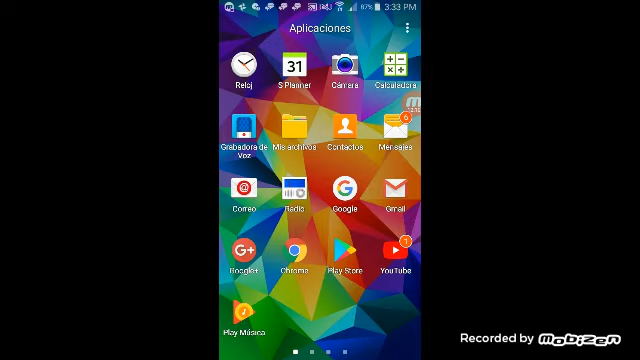 87% 3:33 PM
Aplicaciones
31
Reloj
S Planner
Cámara
Calculadora
6
Grabadora de
Voz
Mis archivos
Contactos
Mensajes
@
G
Correo
Radio
Google
Gmail
G+
1
Google+
Chrome
Play Store
YouTube
Play Música
Recorded by Mobizen